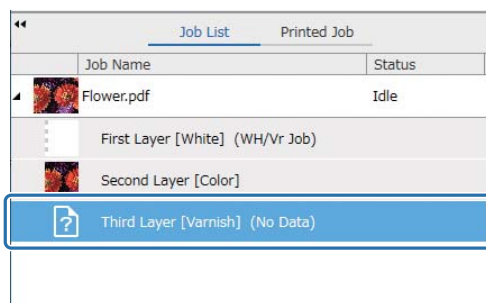 Job List Printed Job
Job Name Status
Flower.pdf Idle
First Layer [White] (WH/Vr Job)
Second Layer [Color]
Third Layer [Varnish] (No Data)